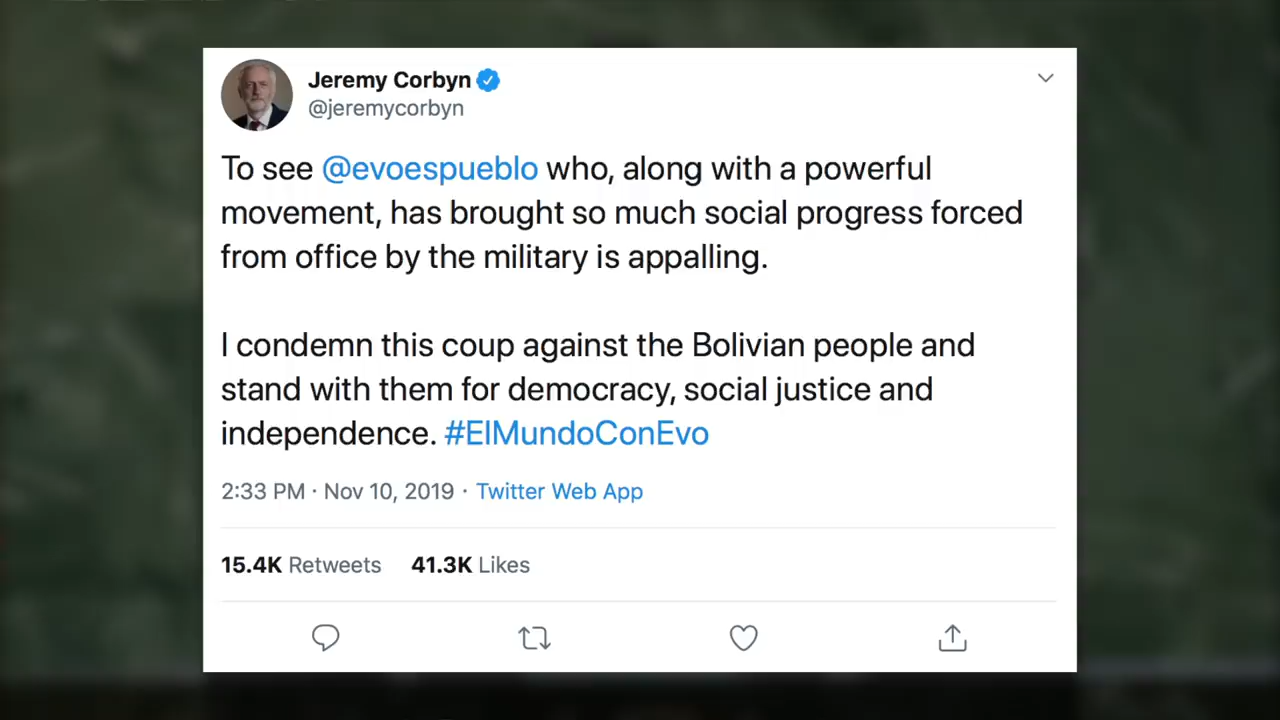 Jeremy Corbyn
@jeremycorbyn
To see @evoespueblo who, along with a powerful
movement, has brought so much social progress forced
from office by the military is appalling.
I condemn this coup against the Bolivian people and
stand with them for democracy, social justice and
independence. #ElMundoConEvo
2:33 PM · Nov 10, 2019 · Twitter Web App
15.4K Retweets 41.3K Likes